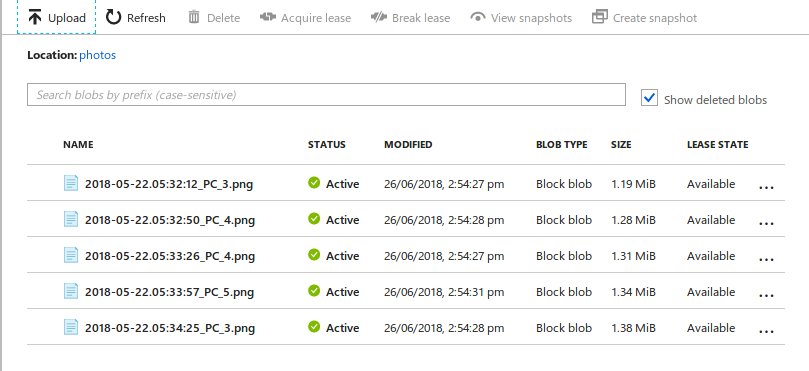 Upload Refresh Delete Acquire lease Break lease View snapshots Create snapshot
Location: photos
Search blobs by prefix (case-sensitive) Show deleted blobs
NAME STATUS MODIFIED BLOB TYPE SIZE LEASE STATE
2018-05-22.05:32:12_PC_3.png Active 26/06/2018, 2:54:27 pm Block blob 1.19 MiB Available ...
2018-05-22.05:32:50_PC_4.png Active 26/06/2018, 2:54:28 pm Block blob 1.28 MiB Available ...
2018-05-22.05:33:26_PC_4.png Active 26/06/2018, 2:54:27 pm Block blob 1.31 MiB Available ...
2018-05-22.05:33:57_PC_5.png Active 26/06/2018, 2:54:31 pm Block blob 1.34 MiB Available ...
2018-05-22.05:34:25_PC_3.png Active 26/06/2018, 2:54:28 pm Block blob 1.38 MiB Available ...